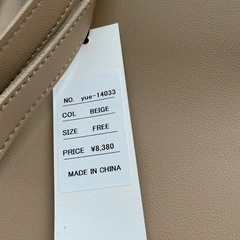 NO. yue-14033
COL BEIGE
SIZE FREE
PRICE ¥8,380
MADE IN CHINA